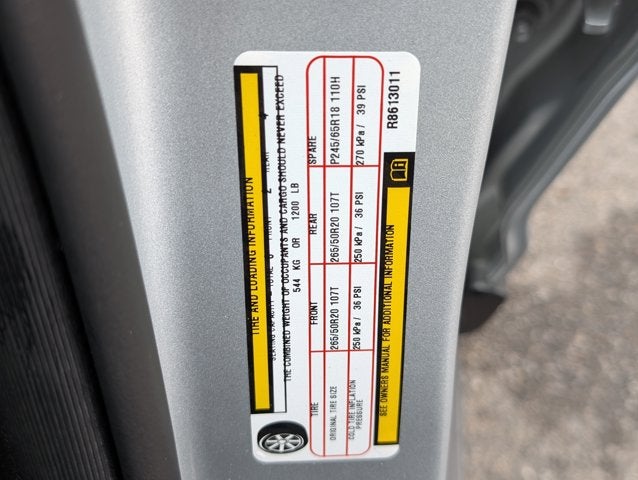 TIRE AND LOADING INFORMATION
SEATING CAPACITY TOTAL 6 FRONT 2 REAR 4
THE COMBINED WEIGHT OF OCCUPANTS AND CARGO SHOULD NEVER EXCEED
544 KG OR 1200 LB
TIRE FRONT REAR SPARE
ORIGINAL TIRE SIZE 265/50R20 107T 265/50R20 107T P245/65R18 110H
COLD TIRE INFLATION PRESSURE 250 kPa / 36 PSI 250 kPa / 36 PSI 270 kPa / 39 PSI
SEE OWNERS MANUAL FOR ADDITIONAL INFORMATION
R8613011